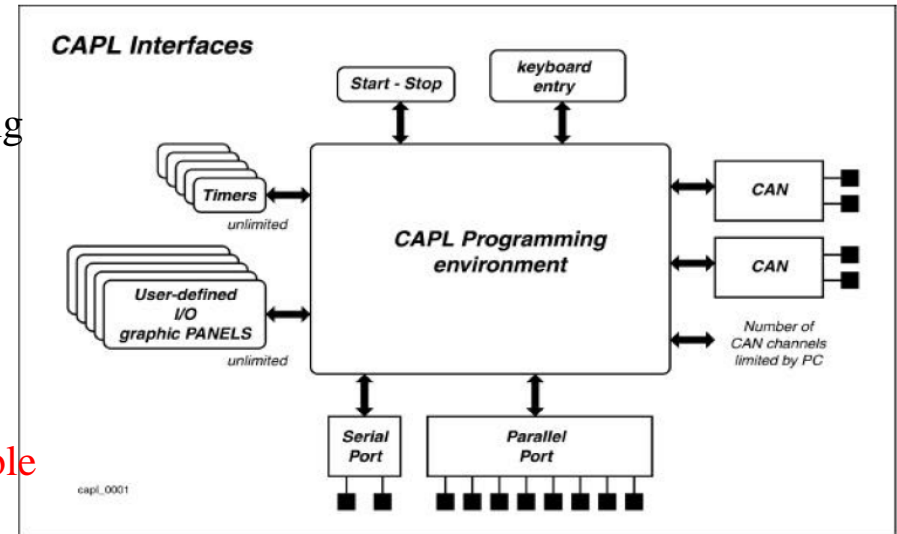 CAPL Interfaces
Start - Stop
keyboard
entry
Timers
unlimited
CAPL Programming
environment
CAN
CAN
User-defined
I/O
graphic PANELS
unlimited
Number of
CAN channels
limited by PC
Serial
Port
Parallel
Port
capl_0001